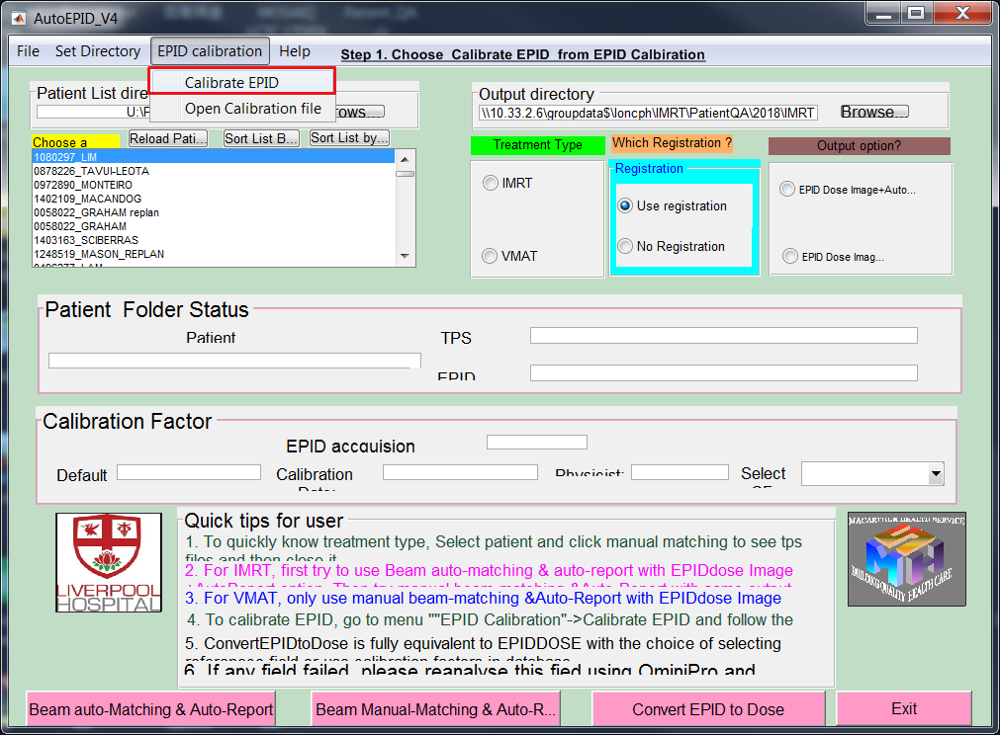 AutoEPID_V4
File Set Directory EPID calibration Help Step 1. Choose Calibrate EPID from EPID Calbiration
Calibrate EPID
Open Calibration file
Patient List dire
U:\F
ows...
Output directory
\\10.33.2.6\groupdata$\loncph\IMRT\PatientQA\2018\IMRT
Browse...
Choose a
Reload Pati...
Sort List B...
Sort List by...
1080297_LIM
0878226_TAVUI-LEOTA
0972890_MONTEIRO
1402109_MACANDOG
0058022_GRAHAM replan
0058022_GRAHAM
1403163_SCIBERRAS
1248519_MASON_REPLAN
Treatment Type
IMRT
VMAT
Which Registration ?
Registration
Use registration
No Registration
Output option?
EPID Dose Image+Auto...
EPID Dose Imag...
Patient Folder Status
Patient
TPS
EPID
Calibration Factor
EPID accquision
Default
Calibration
Date:
Physicist:
Select
CF
LIVERPOOL
HOSPITAL
Quick tips for user
1. To quickly know treatment type, Select patient and click manual matching to see tps
files and then close it
2. For IMRT, first try to use Beam auto-matching & auto-report with EPIDdose Image
+AutoReport option. Then try manual beam-matching &Auto-Report with same output
3. For VMAT, only use manual beam-matching &Auto-Report with EPIDdose Image
4. To calibrate EPID, go to menu ""EPID Calibration"->Calibrate EPID and follow the
5. ConvertEPIDtoDose is fully equivalent to EPIDDOSE with the choice of selecting
references field or use calibration factors in database
6. If any field failed, please reanalyse this fied using OminiPro and
MACARTHUR HEALTH SERVICE
MIH
BUILDING QUALITY HEALTH CARE
Beam auto-Matching & Auto-Report
Beam Manual-Matching & Auto-R...
Convert EPID to Dose
Exit